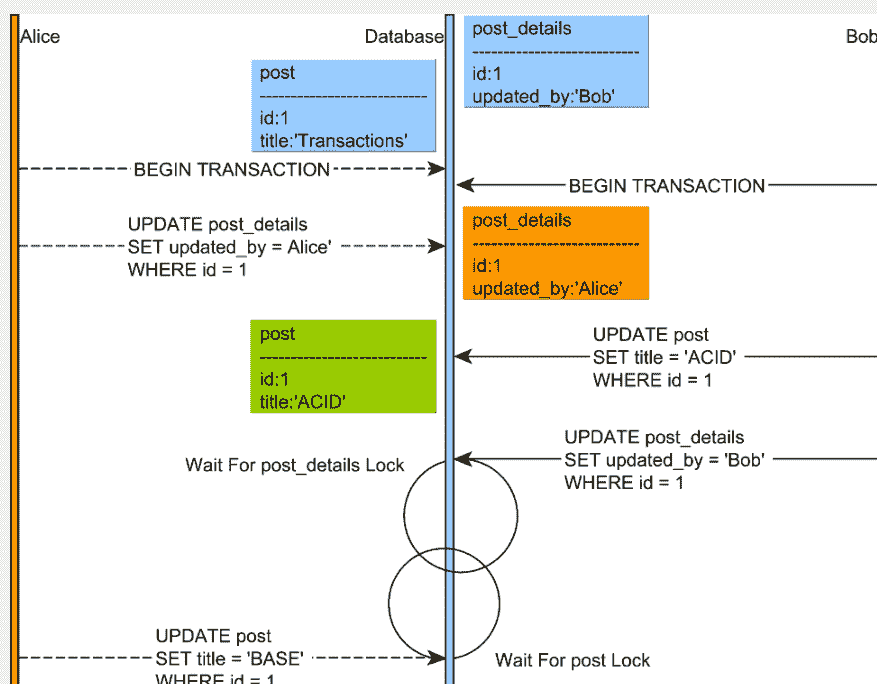 Alice
Database
Bob
post_details
---------------------------
id:1
updated_by:'Bob'
post
---------------------------
id:1
title:'Transactions'
BEGIN TRANSACTION
BEGIN TRANSACTION
UPDATE post_details
SET updated_by = Alice'
WHERE id = 1
post_details
---------------------------
id:1
updated_by:'Alice'
post
---------------------------
id:1
title:'ACID'
UPDATE post
SET title = 'ACID'
WHERE id = 1
UPDATE post_details
SET updated_by = 'Bob'
WHERE id = 1
Wait For post_details Lock
UPDATE post
SET title = 'BASE'
WHERE id = 1
Wait For post Lock